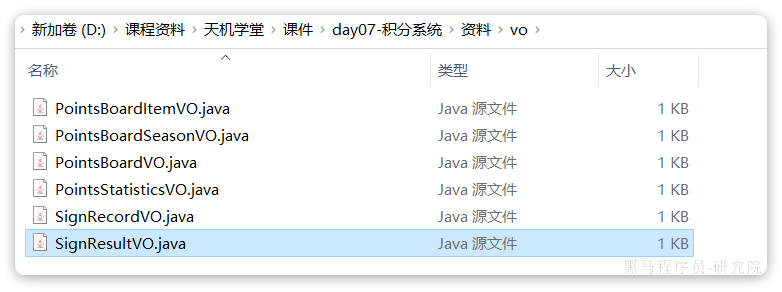 新加卷 (D:) › 课程资料 › 天机学堂 › 课件 › day07-积分系统 › 资料 › vo ›
名称 类型 大小
PointsBoardItemVO.java Java 源文件 1 KB
PointsBoardSeasonVO.java Java 源文件 1 KB
PointsBoardVO.java Java 源文件 1 KB
PointsStatisticsVO.java Java 源文件 1 KB
SignRecordVO.java Java 源文件 1 KB
SignResultVO.java Java 源文件 1 KB
黑马程序员-研究院